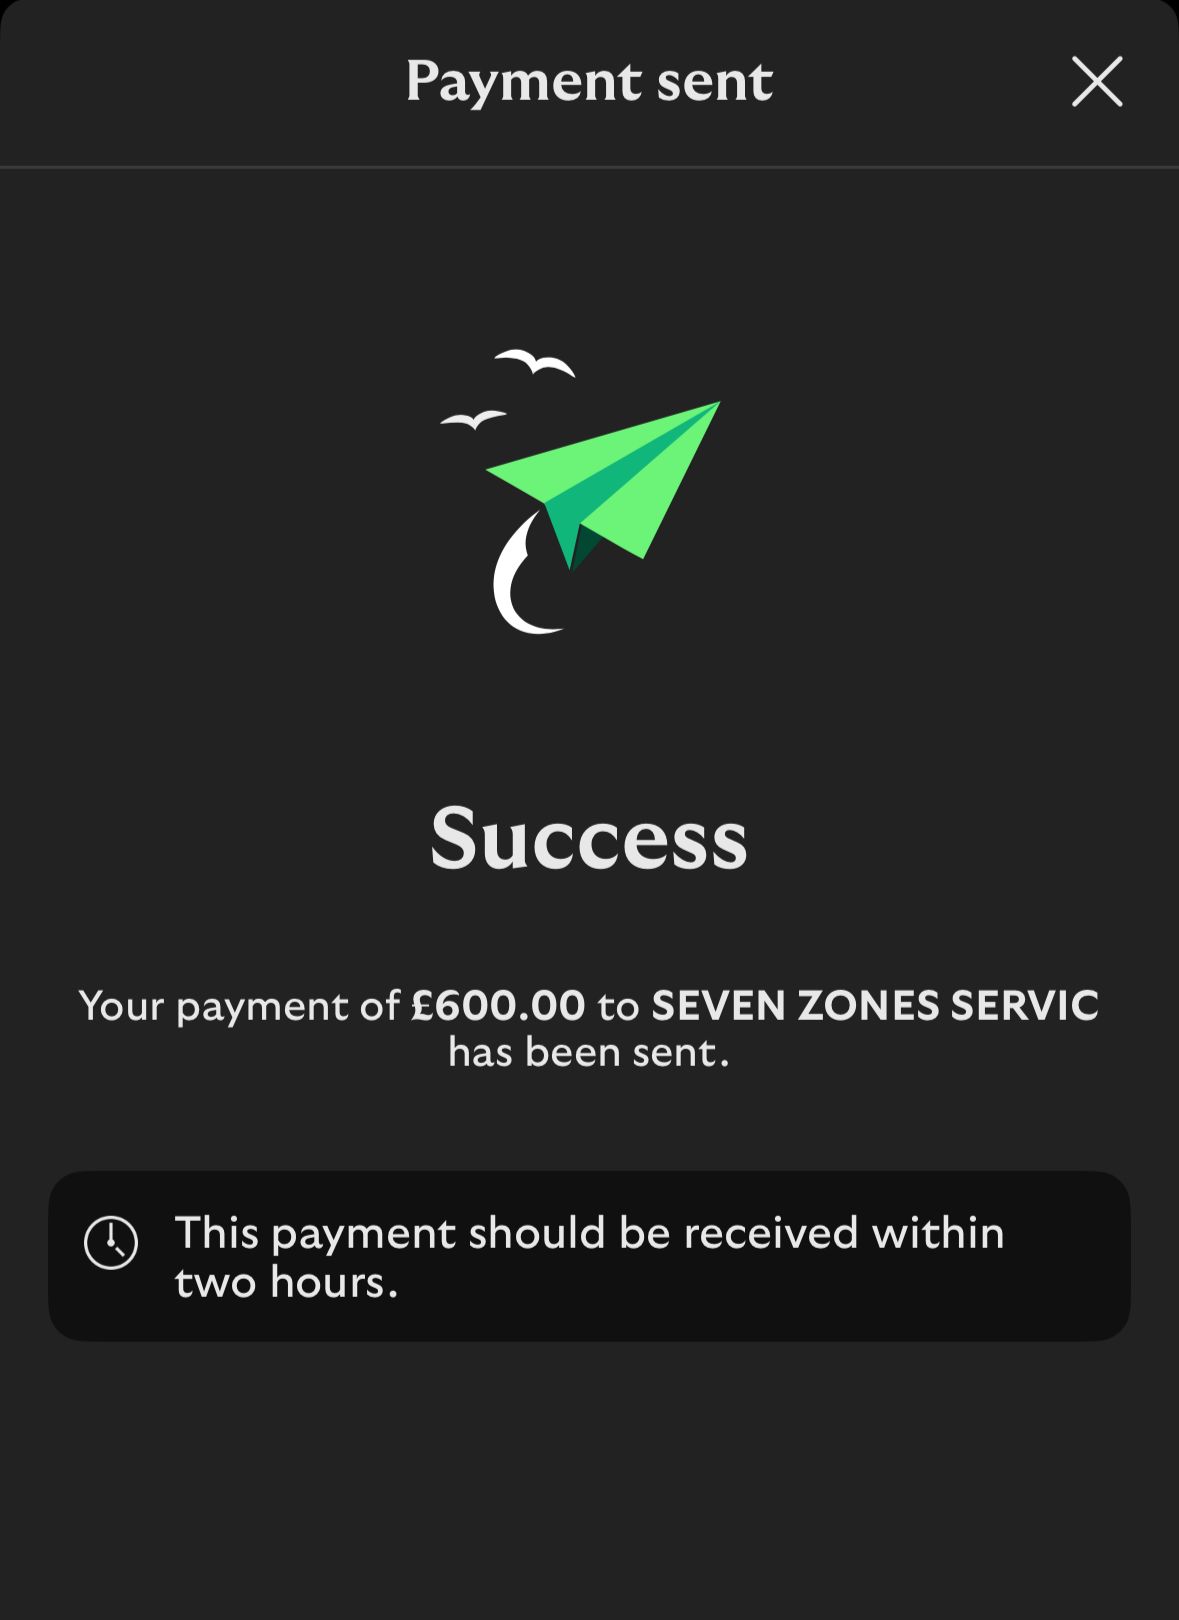 Payment sent
Success
Your payment of £600.00 to SEVEN ZONES SERVIC
has been sent.
This payment should be received within
two hours.